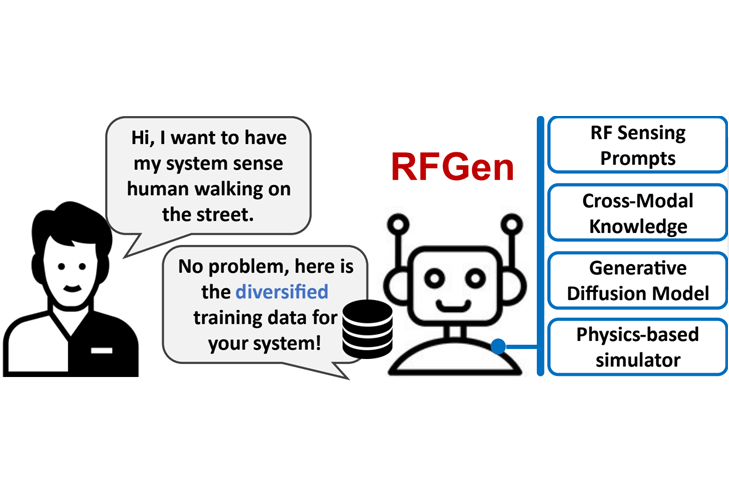 Hi, I want to have
my system sense
human walking on
the street.
No problem, here is
the diversified
training data for
your system!
RFGen
RF Sensing
Prompts
Cross-Modal
Knowledge
Generative
Diffusion Model
Physics-based
simulator